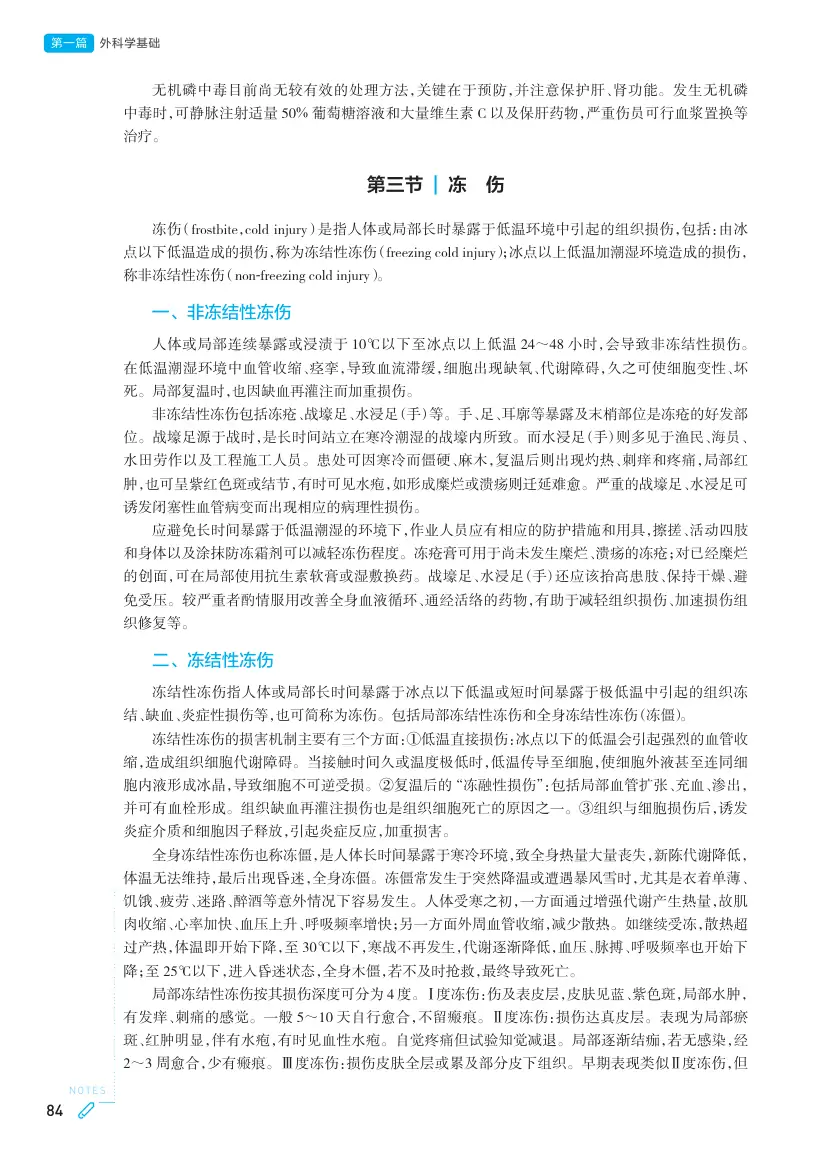 第一篇 外科学基础
无机磷中毒目前尚无较有效的处理方法,关键在于预防,并注意保护肝、肾功能。发生无机磷
中毒时,可静脉注射适量 50% 葡萄糖溶液和大量维生素 C 以及保肝药物,严重伤员可行血浆置换等
治疗。
第三节 | 冻 伤
冻伤(frostbite,cold injury)是指人体或局部长时暴露于低温环境中引起的组织损伤,包括:由冰
点以下低温造成的损伤,称为冻结性冻伤(freezing cold injury);冰点以上低温加潮湿环境造成的损伤,
称非冻结性冻伤(non-freezing cold injury)。
一、非冻结性冻伤
人体或局部连续暴露或浸渍于 10℃以下至冰点以上低温 24～48 小时,会导致非冻结性损伤。
在低温潮湿环境中血管收缩、痉挛,导致血流滞缓,细胞出现缺氧、代谢障碍,久之可使细胞变性、坏
死。局部复温时,也因缺血再灌注而加重损伤。
非冻结性冻伤包括冻疮、战壕足、水浸足(手)等。手、足、耳廓等暴露及末梢部位是冻疮的好发部
位。战壕足源于战时,是长时间站立在寒冷潮湿的战壕内所致。而水浸足(手)则多见于渔民、海员、
水田劳作以及工程施工人员。患处可因寒冷而僵硬、麻木,复温后则出现灼热、刺痒和疼痛,局部红
肿,也可呈紫红色斑或结节,有时可见水疱,如形成糜烂或溃疡则迁延难愈。严重的战壕足、水浸足可
诱发闭塞性血管病变而出现相应的病理性损伤。
应避免长时间暴露于低温潮湿的环境下,作业人员应有相应的防护措施和用具,擦搓、活动四肢
和身体以及涂抹防冻霜剂可以减轻冻伤程度。冻疮膏可用于尚未发生糜烂、溃疡的冻疮;对已经糜烂
的创面,可在局部使用抗生素软膏或湿敷换药。战壕足、水浸足(手)还应该抬高患肢、保持干燥、避
免受压。较严重者酌情服用改善全身血液循环、通经活络的药物,有助于减轻组织损伤、加速损伤组
织修复等。
二、冻结性冻伤
冻结性冻伤指人体或局部长时间暴露于冰点以下低温或短时间暴露于极低温中引起的组织冻
结、缺血、炎症性损伤等,也可简称为冻伤。包括局部冻结性冻伤和全身冻结性冻伤(冻僵)。
冻结性冻伤的损害机制主要有三个方面:①低温直接损伤:冰点以下的低温会引起强烈的血管收
缩,造成组织细胞代谢障碍。当接触时间久或温度极低时,低温传导至细胞,使细胞外液甚至连同细
胞内液形成冰晶,导致细胞不可逆受损。②复温后的 “冻融性损伤”:包括局部血管扩张、充血、渗出,
并可有血栓形成。组织缺血再灌注损伤也是组织细胞死亡的原因之一。③组织与细胞损伤后,诱发
炎症介质和细胞因子释放,引起炎症反应,加重损害。
全身冻结性冻伤也称冻僵,是人体长时间暴露于寒冷环境,致全身热量大量丧失,新陈代谢降低,
体温无法维持,最后出现昏迷,全身冻僵。冻僵常发生于突然降温或遭遇暴风雪时,尤其是衣着单薄、
饥饿、疲劳、迷路、醉酒等意外情况下容易发生。人体受寒之初,一方面通过增强代谢产生热量,故肌
肉收缩、心率加快、血压上升、呼吸频率增快;另一方面外周血管收缩,减少散热。如继续受冻,散热超
过产热,体温即开始下降,至 30℃以下,寒战不再发生,代谢逐渐降低,血压、脉搏、呼吸频率也开始下
降;至 25℃以下,进入昏迷状态,全身木僵,若不及时抢救,最终导致死亡。
局部冻结性冻伤按其损伤深度可分为 4 度。Ⅰ度冻伤:伤及表皮层,皮肤见蓝、紫色斑,局部水肿,
有发痒、刺痛的感觉。一般 5～10 天自行愈合,不留瘢痕。Ⅱ度冻伤:损伤达真皮层。表现为局部瘀
斑、红肿明显,伴有水疱,有时见血性水疱。自觉疼痛但试验知觉减退。局部逐渐结痂,若无感染,经
2～3 周愈合,少有瘢痕。Ⅲ度冻伤:损伤皮肤全层或累及部分皮下组织。早期表现类似Ⅱ度冻伤,但
NOTES
84